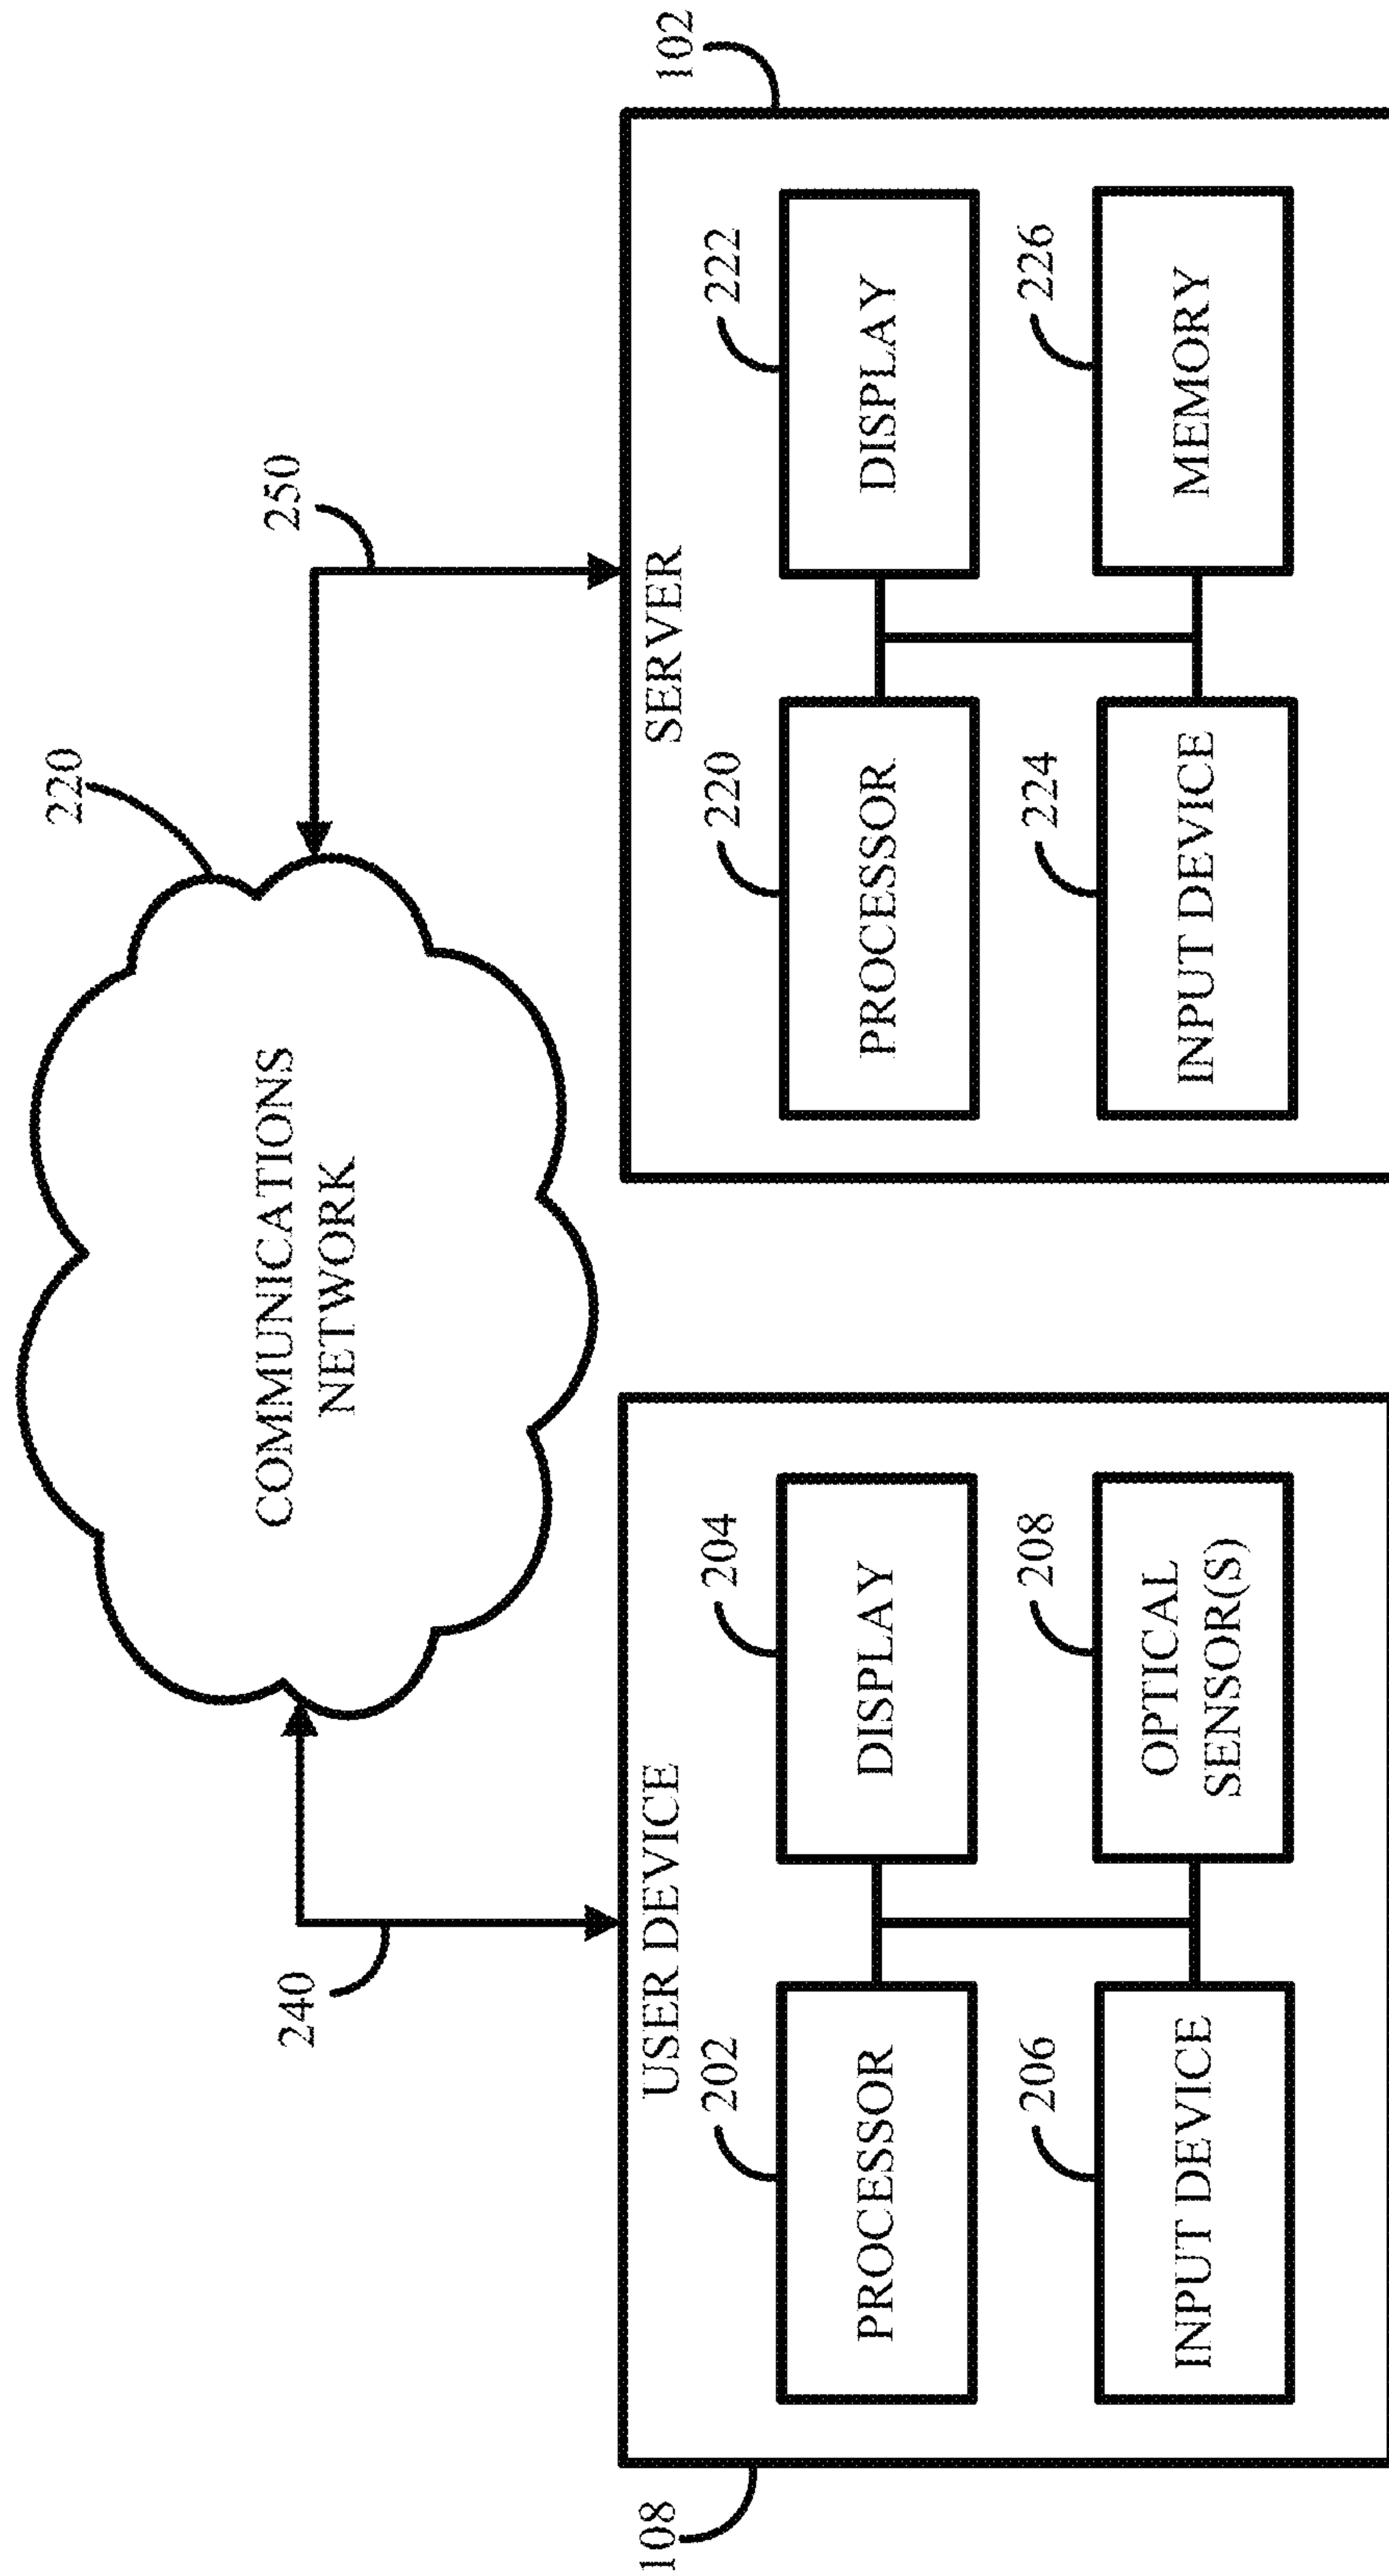 220
COMMUNICATIONS
NETWORK
240
250
108
USER DEVICE
202
PROCESSOR
204
DISPLAY
206
INPUT DEVICE
208
OPTICAL
SENSOR(S)
102
SERVER
220
PROCESSOR
222
DISPLAY
224
INPUT DEVICE
226
MEMORY